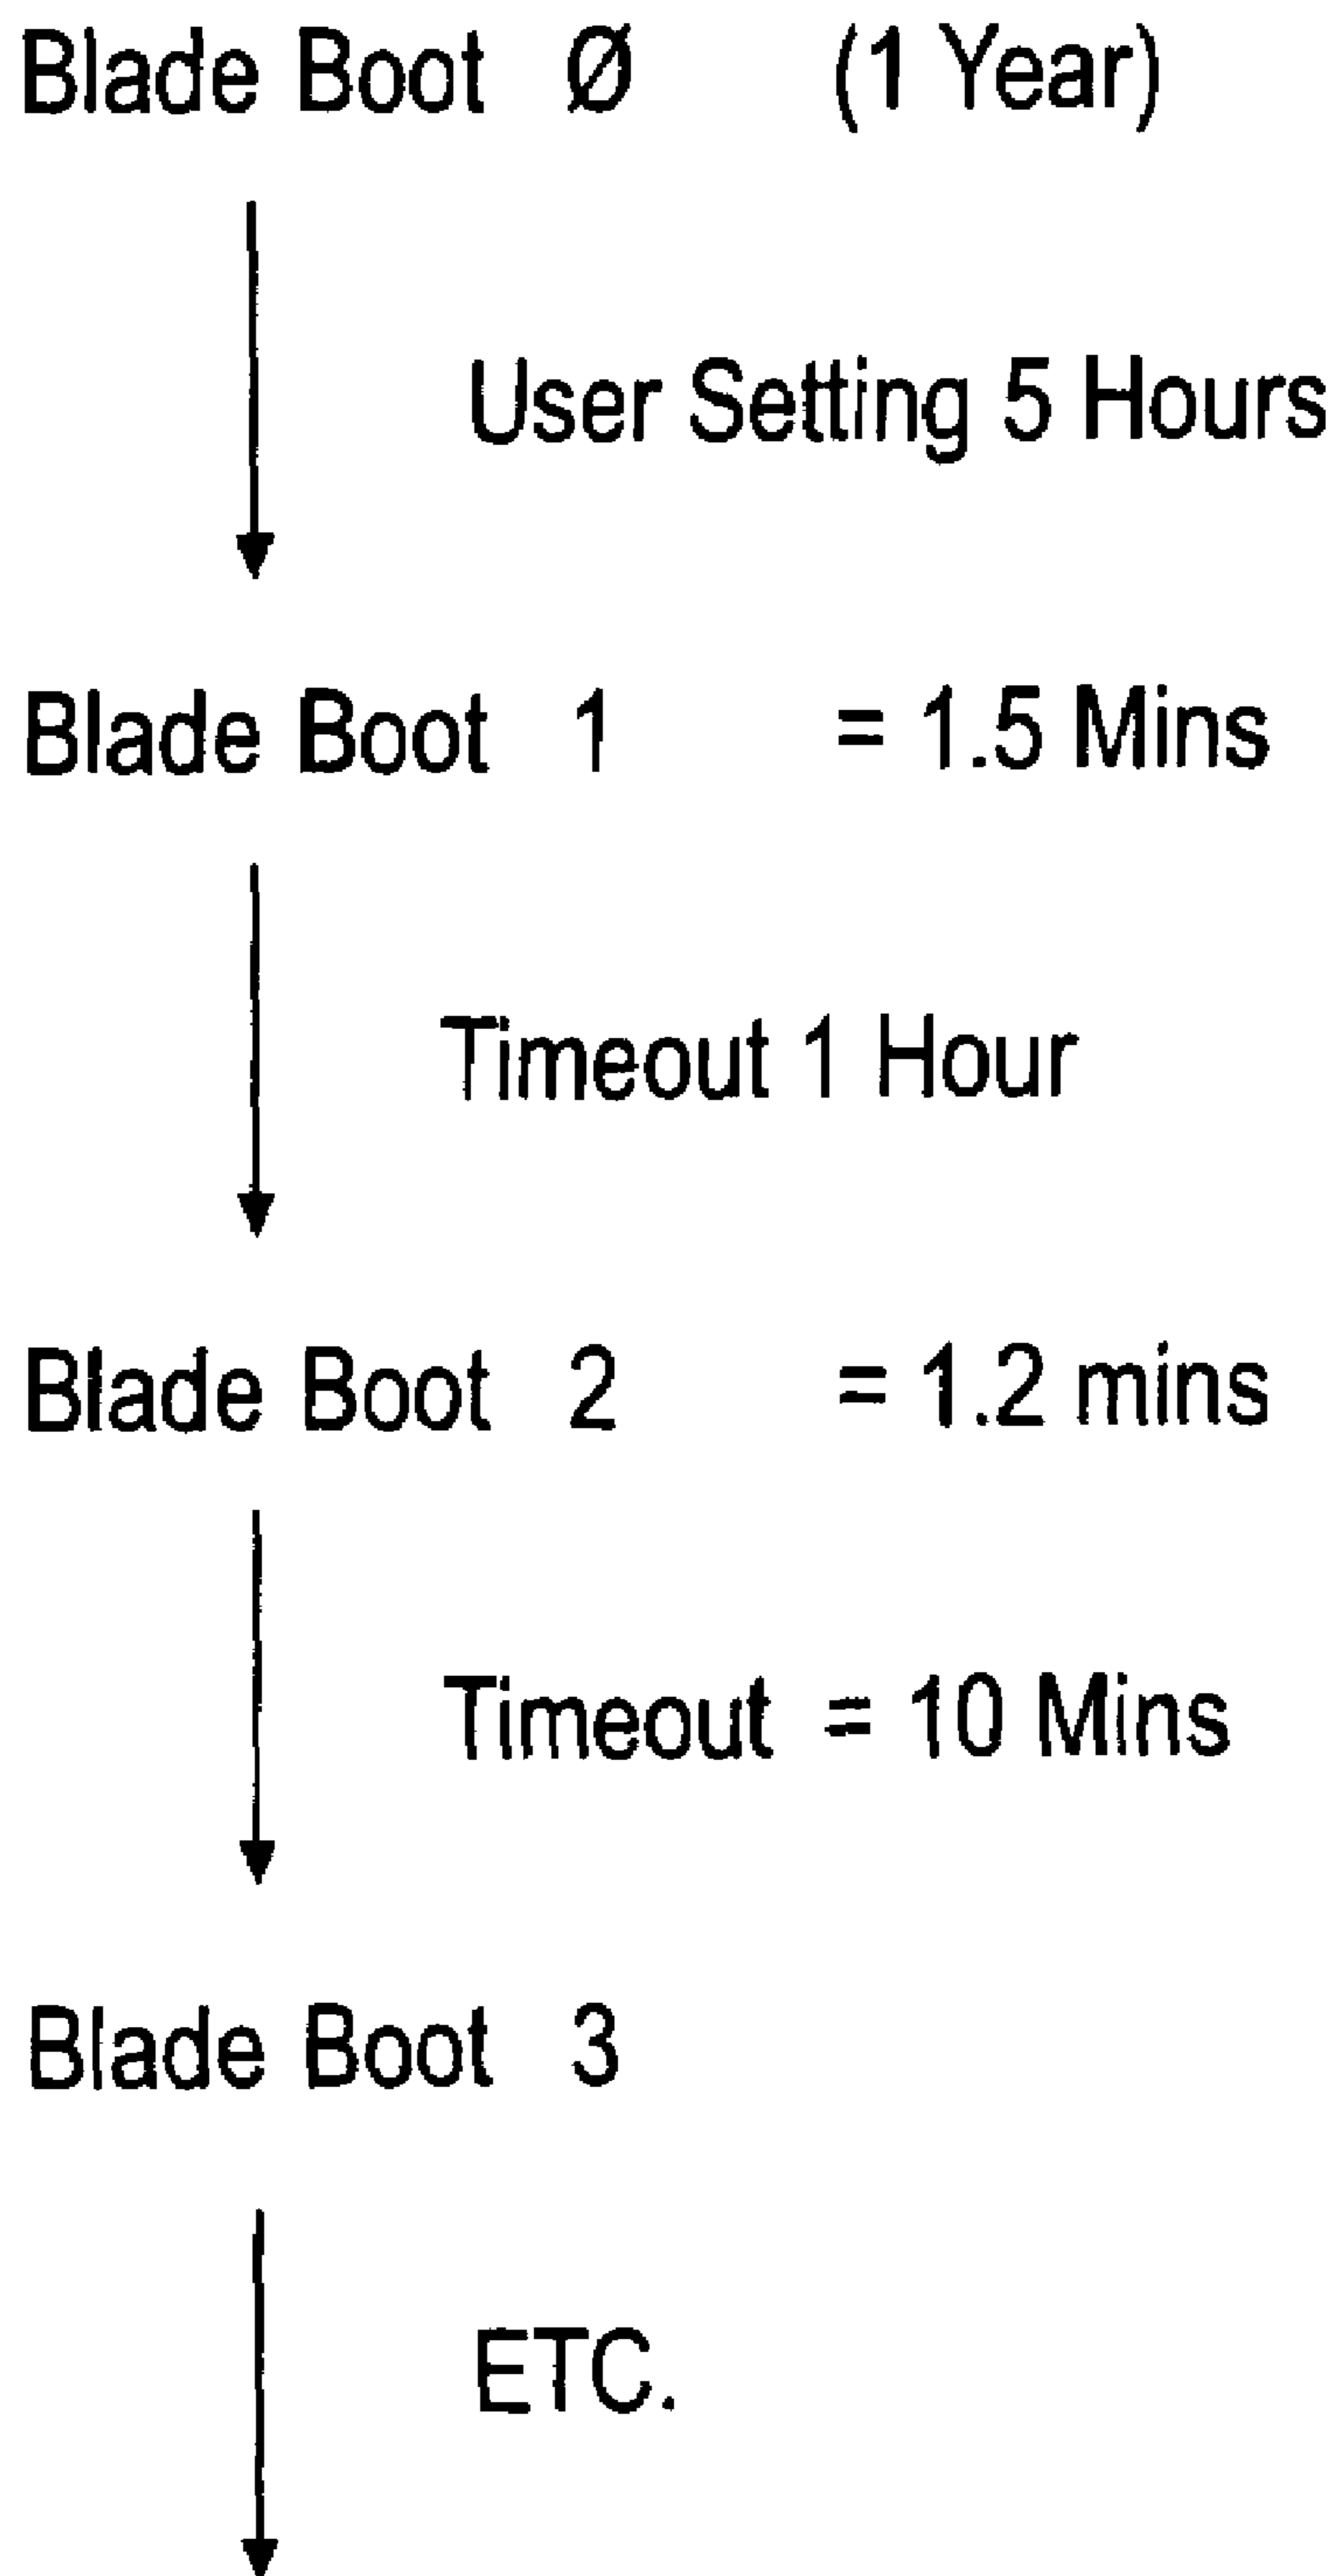 Blade Boot Ø (1 Year)
User Setting 5 Hours
Blade Boot 1 = 1.5 Mins
Timeout 1 Hour
Blade Boot 2 = 1.2 mins
Timeout = 10 Mins
Blade Boot 3
ETC.